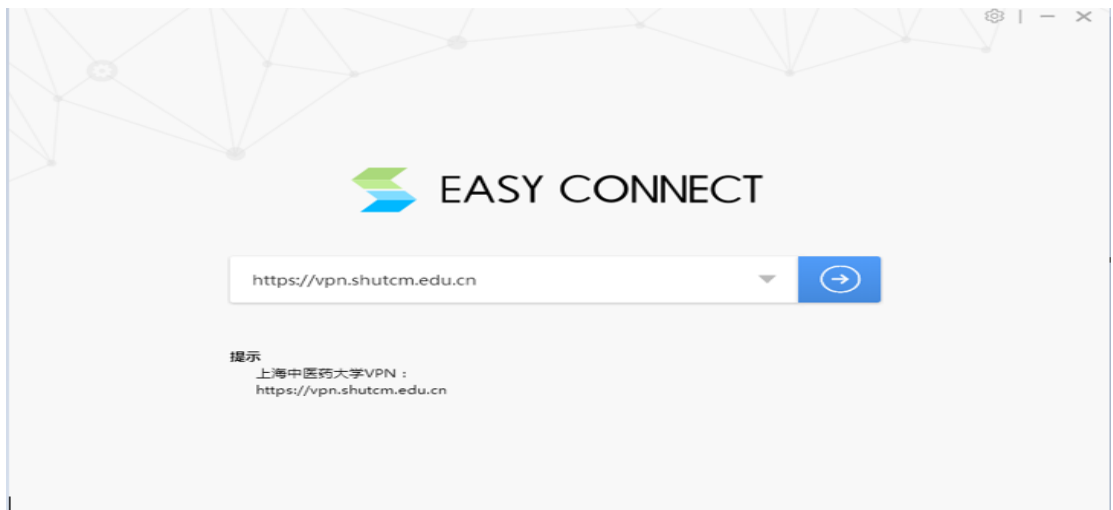 EASY CONNECT
https://vpn.shutcm.edu.cn
提示
上海中医药大学VPN：
https://vpn.shutcm.edu.cn